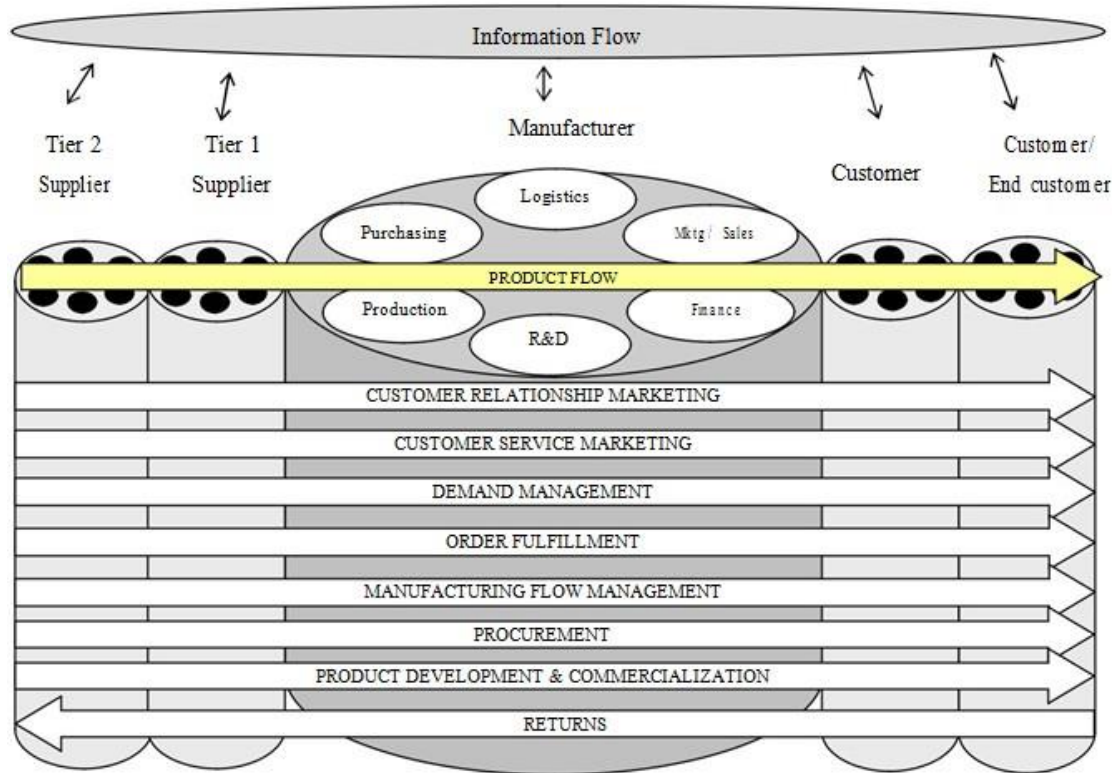 Information Flow
Tier 2
Supplier
Tier 1
Supplier
Manufacturer
Customer
Customer/
End customer
Logistics
Purchasing
Mktg / Sales
PRODUCT FLOW
Production
Finance
R&D
CUSTOMER RELATIONSHIP MARKETING
CUSTOMER SERVICE MARKETING
DEMAND MANAGEMENT
ORDER FULFILLMENT
MANUFACTURING FLOW MANAGEMENT
PROCUREMENT
PRODUCT DEVELOPMENT & COMMERCIALIZATION
RETURNS